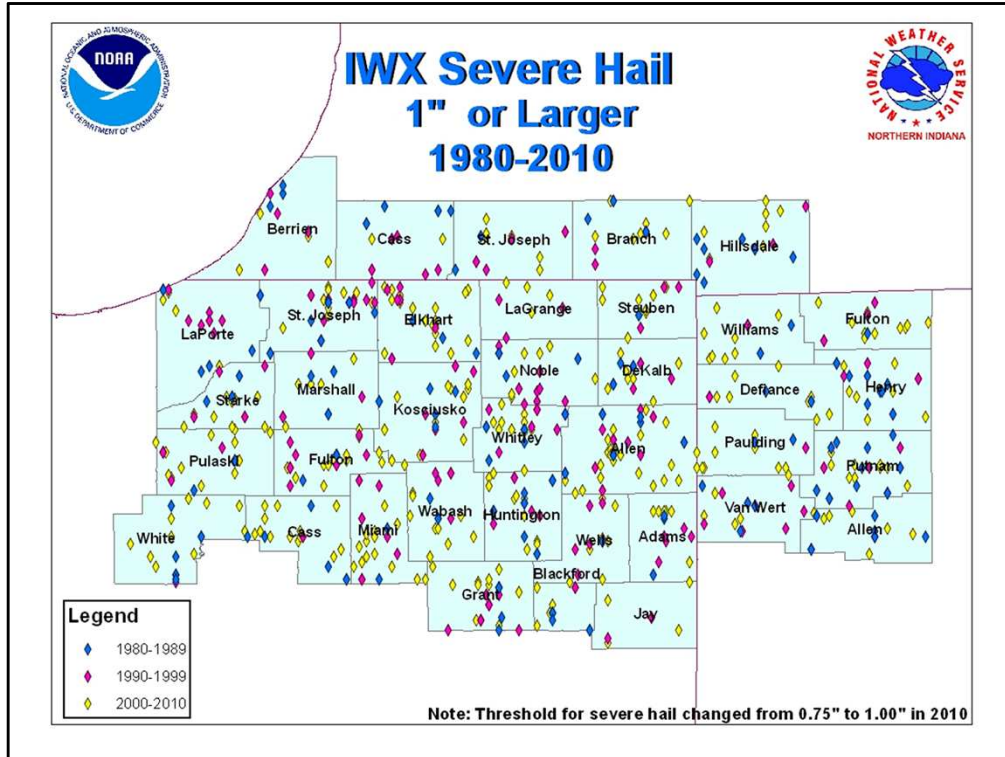 NATIONAL OCEANIC AND ATMOSPHERIC ADMINISTRATION
NOAA
U.S. DEPARTMENT OF COMMERCE
IWX Severe Hail
1" or Larger
1980-2010
NATIONAL WEATHER SERVICE
NORTHERN INDIANA
Berrien
Cass
St. Joseph
Branch
Hillsdale
LaPorte
St. Joseph
Elkhart
LaGrange
Steuben
Williams
Fulton
Starke
Marshall
Kosciusko
Noble
DeKalb
Defiance
Henry
Pulaski
Fulton
Whitley
Allen
Paulding
Putnam
White
Cass
Miami
Wabash
Huntington
Wells
Adams
Van Wert
Allen
Grant
Blackford
Jay
Legend
1980-1989
1990-1999
2000-2010
Note: Threshold for severe hail changed from 0.75" to 1.00" in 2010